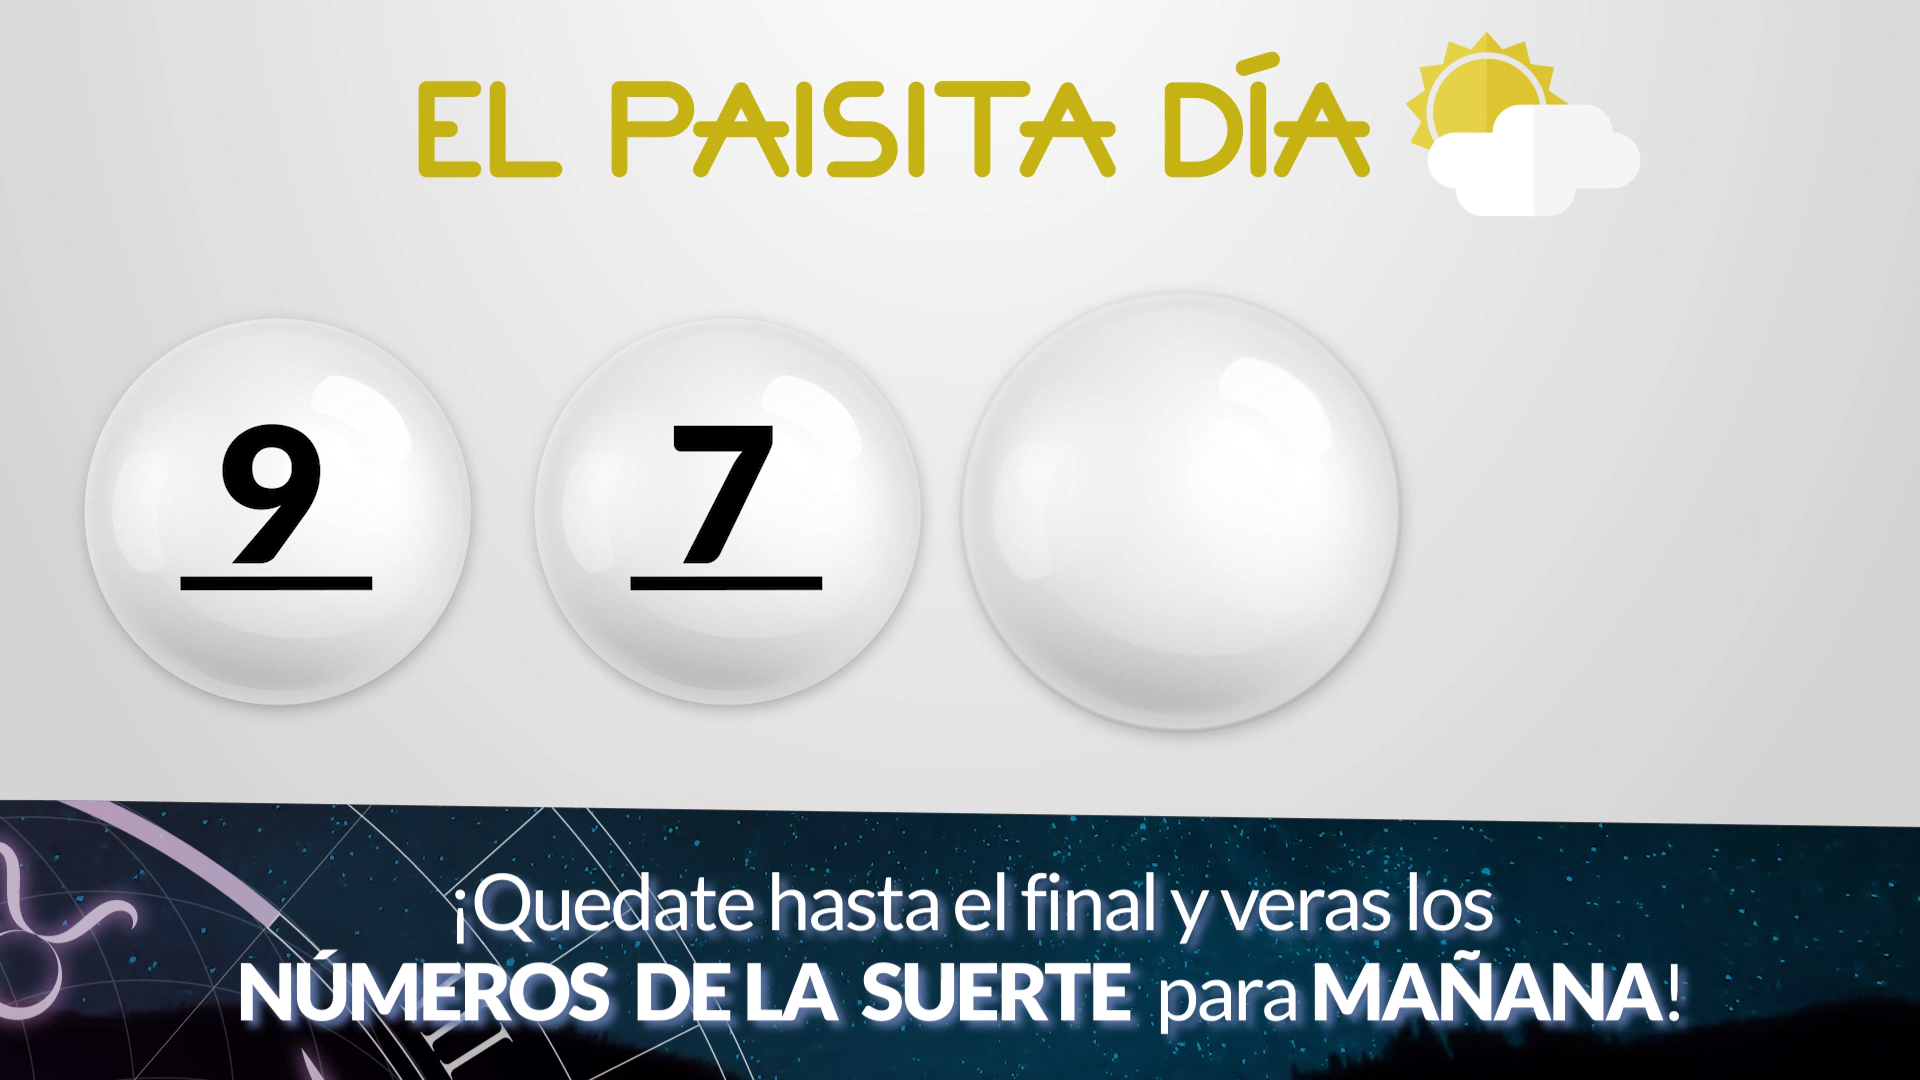 EL PAISITA DÍA
9 7
¡Quedate hasta el final y veras los
NÚMEROS DE LA SUERTE para MAÑANA!